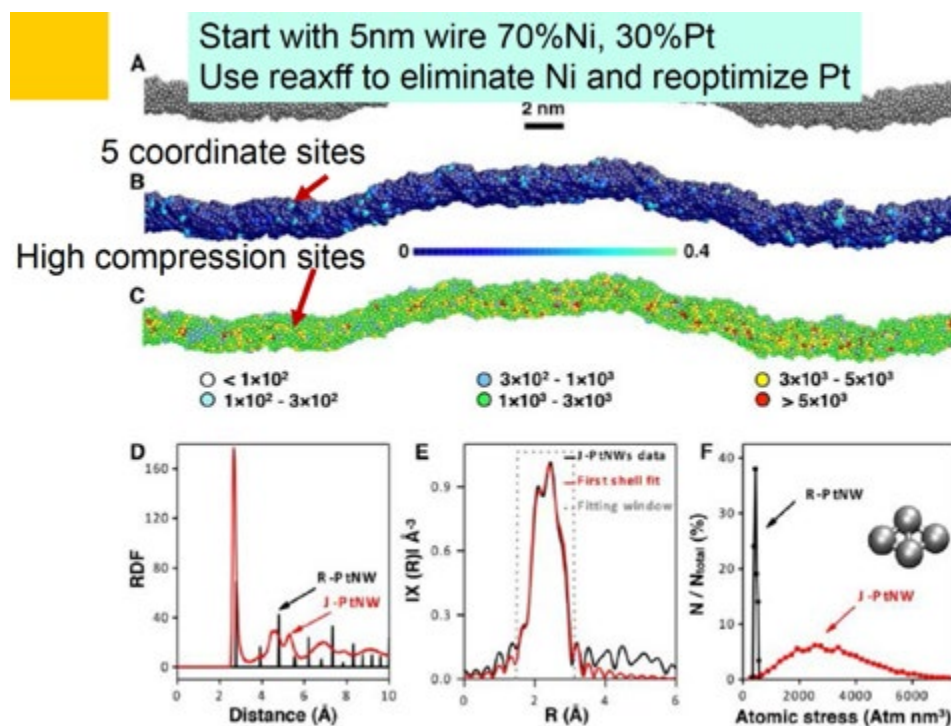 Start with 5nm wire 70%Ni, 30%Pt
Use reaxff to eliminate Ni and reoptimize Pt
A
2 nm
5 coordinate sites
B
High compression sites
0
0.4
C
< 1×10²
3×10² - 1×10³
3×10³ - 5×10³
1×10² - 3×10²
1×10³ - 3×10³
> 5×10³
D
RDF
160
120
80
40
0
R-PtNW
J-PtNW
0 2 4 6 8 10
Distance (Å)
E
IX (R)I Å⁻³
0.9
0.6
0.3
0.0
J-PtNWs data
First shell fit
Fitting window
0 2 4 6
R (Å)
F
N / Ntotal (%)
40
30
20
10
0
R-PtNW
J-PtNW
0 2000 4000 6000
Atomic stress (Atm nm³)